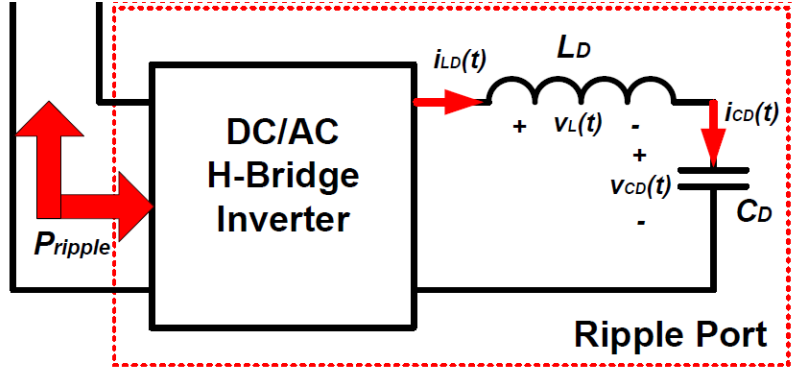 iLD(t)
LD
iCD(t)
+ vL(t) -
DC/AC
H-Bridge
Inverter
+
vCD(t)
-
CD
Pripple
Ripple Port